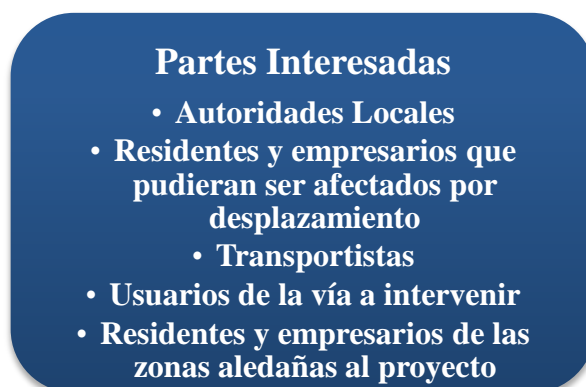 Partes Interesadas
• Autoridades Locales
• Residentes y empresarios que
pudieran ser afectados por
desplazamiento
• Transportistas
• Usuarios de la vía a intervenir
• Residentes y empresarios de las
zonas aledañas al proyecto